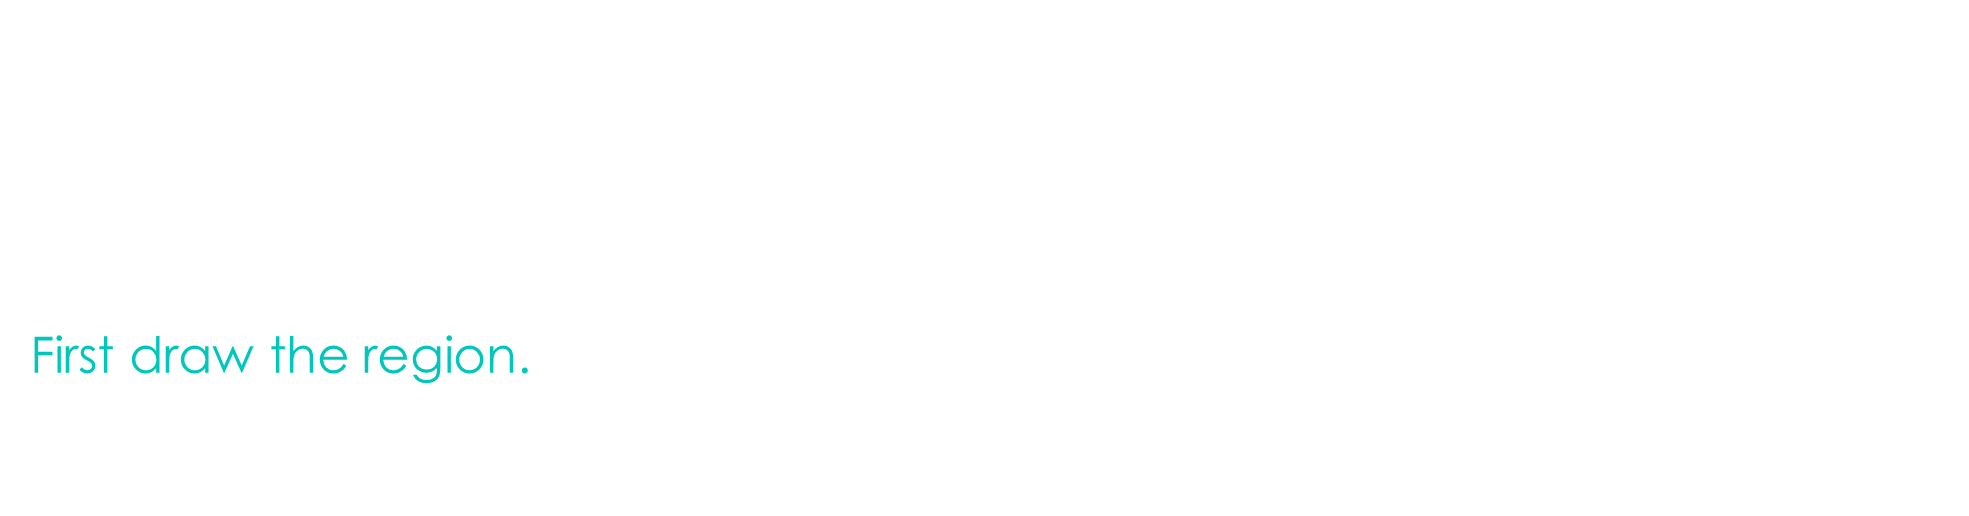 First draw the region.